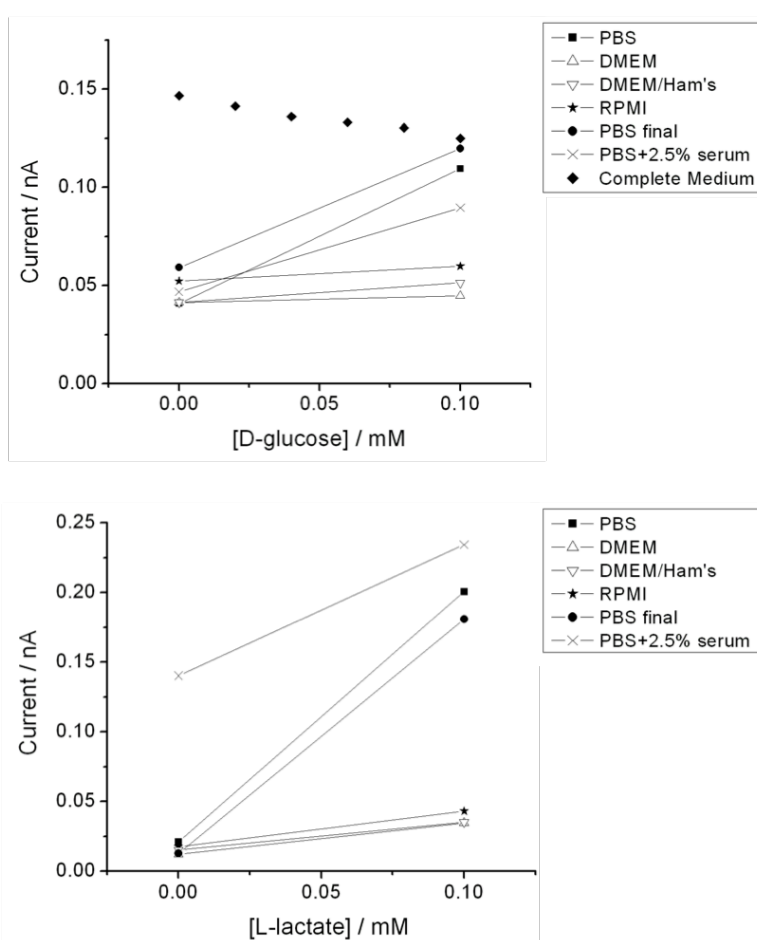 PBS
DMEM
DMEM/Ham's
RPMI
PBS final
PBS+2.5% serum
Complete Medium
0.15
0.10
0.05
0.00
Current / nA
0.00 0.05 0.10
[D-glucose] / mM
PBS
DMEM
DMEM/Ham's
RPMI
PBS final
PBS+2.5% serum
0.25
0.20
0.15
0.10
0.05
0.00
Current / nA
0.00 0.05 0.10
[L-lactate] / mM